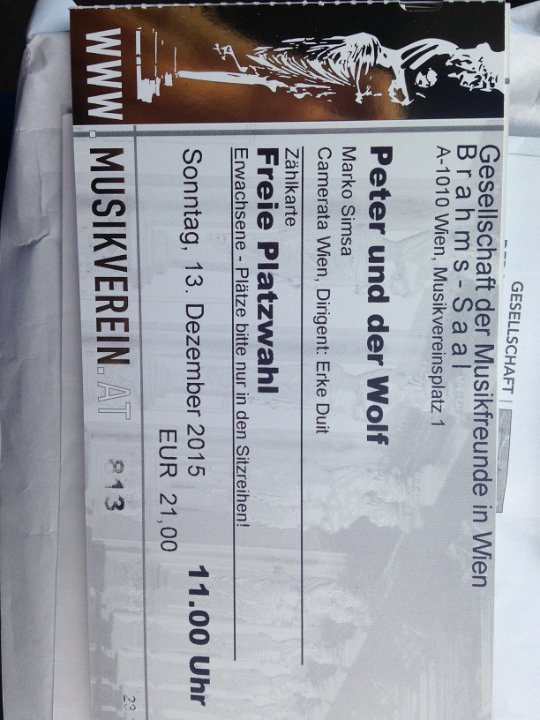 Gesellschaft der Musikfreunde in Wien
Brahms-Saal
A-1010 Wien, Musikvereinsplatz 1
Peter und der Wolf
Marko Simsa
Camerata Wien, Dirigent: Erke Duit
Zählkarte
Freie Platzwahl
Erwachsene - Plätze bitte nur in den Sitzreihen!
Sonntag, 13. Dezember 2015 11.00 Uhr
EUR 21,00
WWW.MUSIKVEREIN.AT
813
GESELLSCHAFT